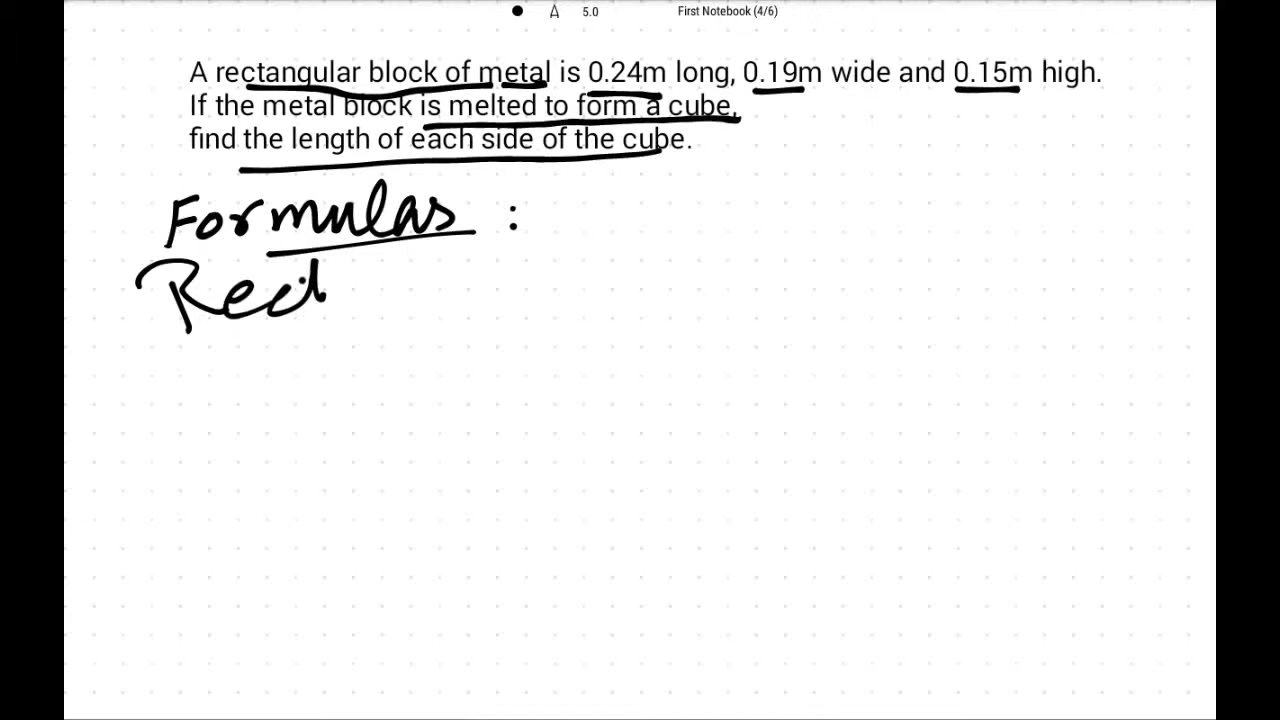 A 5.0 First Notebook (4/6)
A rectangular block of metal is 0.24m long, 0.19m wide and 0.15m high.
If the metal block is melted to form a cube,
find the length of each side of the cube.
Formulas :
Rect